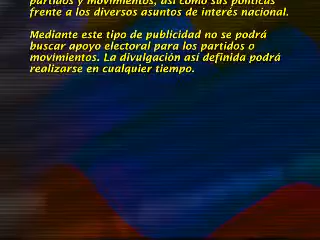 partidos y movimientos, así como sus políticas
frente a los diversos asuntos de interés nacional.
Mediante este tipo de publicidad no se podrá
buscar apoyo electoral para los partidos o
movimientos. La divulgación así definida podrá
realizarse en cualquier tiempo.